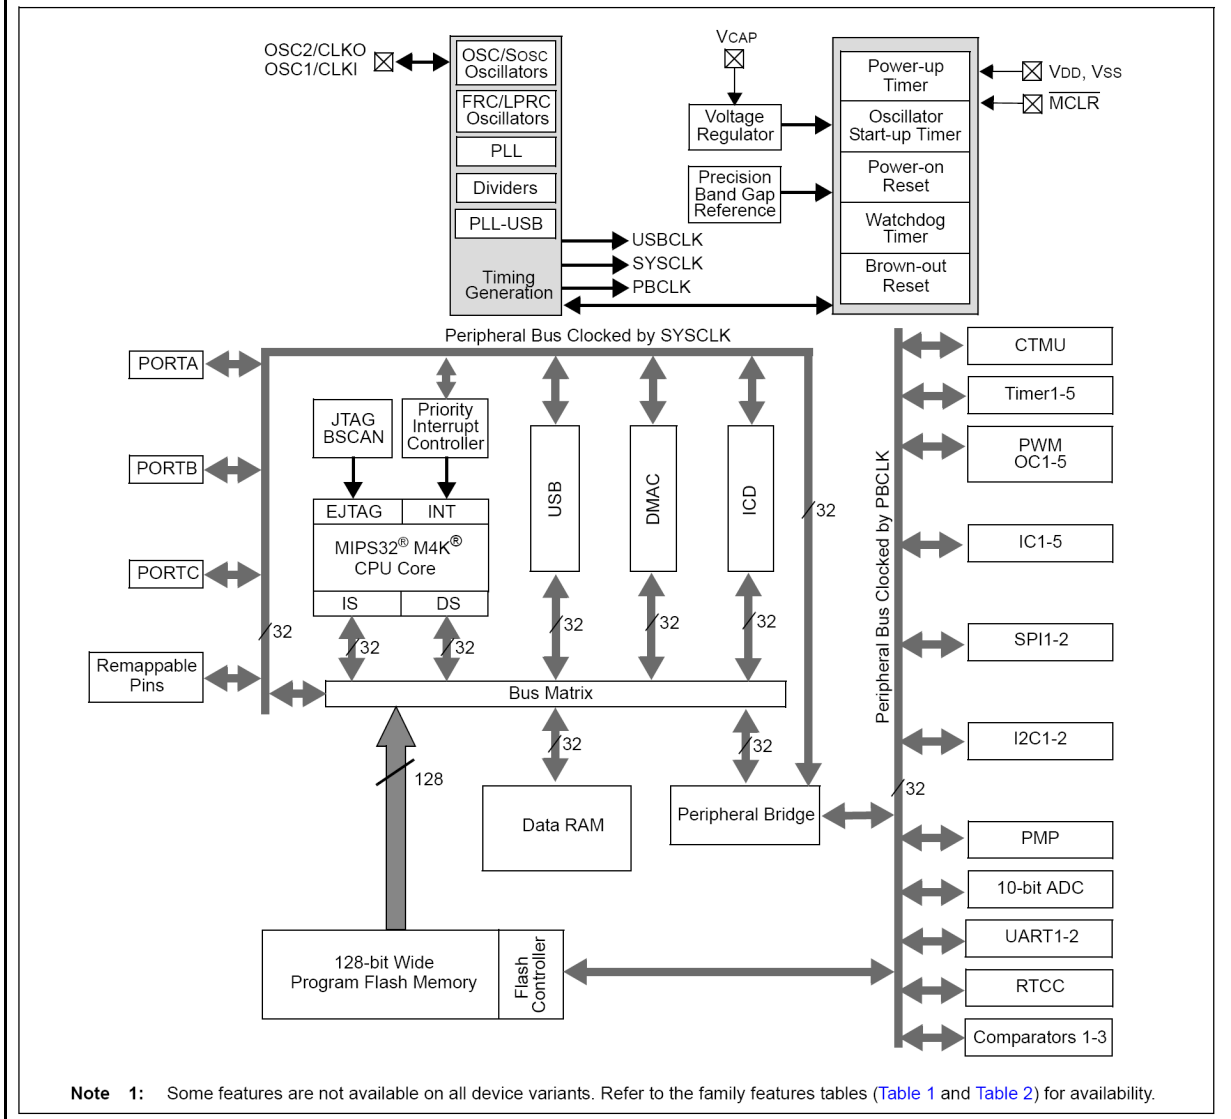 OSC2/CLKO
OSC1/CLKI
OSC/SOSC
Oscillators
FRC/LPRC
Oscillators
PLL
Dividers
PLL-USB
Timing
Generation
USBCLK
SYSCLK
PBCLK
VCAP
Voltage
Regulator
Precision
Band Gap
Reference
Power-up
Timer
Oscillator
Start-up Timer
Power-on
Reset
Watchdog
Timer
Brown-out
Reset
VDD, VSS
MCLR
Peripheral Bus Clocked by SYSCLK
PORTA
PORTB
PORTC
Remappable
Pins
32
JTAG
BSCAN
Priority
Interrupt
Controller
EJTAG
INT
MIPS32® M4K®
CPU Core
IS
DS
32
32
USB
32
DMAC
32
ICD
32
32
Bus Matrix
128
32
32
Data RAM
Peripheral Bridge
128-bit Wide
Program Flash Memory
Flash
Controller
Peripheral Bus Clocked by PBCLK
32
CTMU
Timer1-5
PWM
OC1-5
IC1-5
SPI1-2
I2C1-2
PMP
10-bit ADC
UART1-2
RTCC
Comparators 1-3
Note 1: Some features are not available on all device variants. Refer to the family features tables (Table 1 and Table 2) for availability.